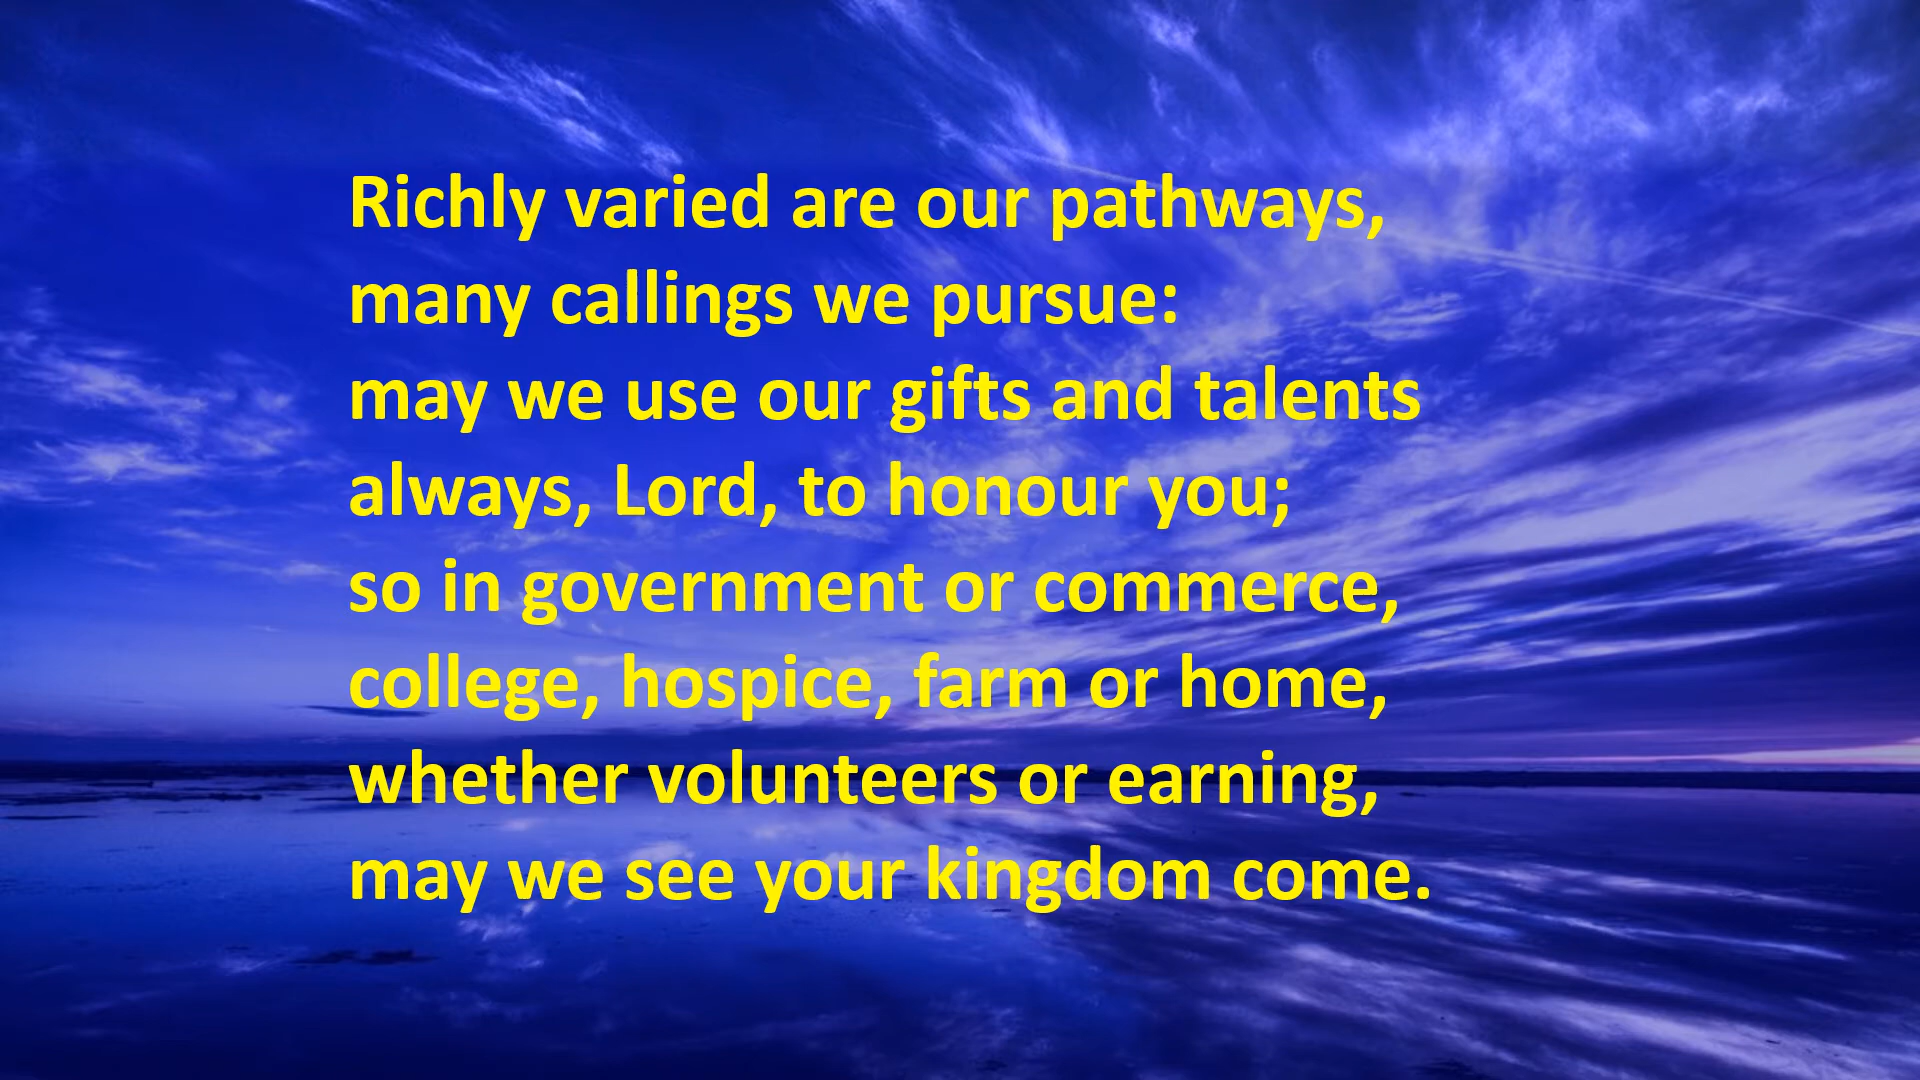 Richly varied are our pathways,
many callings we pursue:
may we use our gifts and talents
always, Lord, to honour you;
so in government or commerce,
college, hospice, farm or home,
whether volunteers or earning,
may we see your kingdom come.